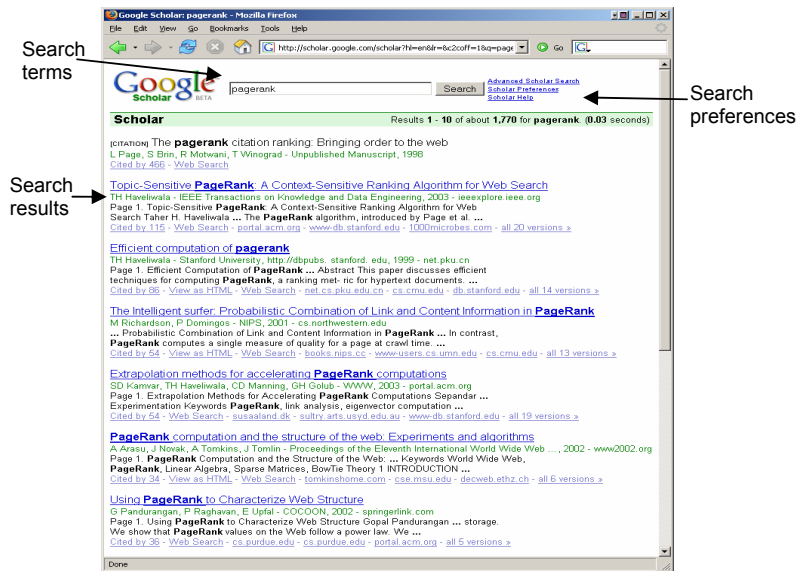 Google Scholar: pagerank - Mozilla Firefox
File Edit View Go Bookmarks Tools Help
http://scholar.google.com/scholar?hl=en&lr=&c2coff=1&q=page Go
Search terms
Google
Scholar BETA
pagerank
Search
Advanced Scholar Search
Scholar Preferences
Scholar Help
Search preferences
Scholar Results 1 - 10 of about 1,770 for pagerank. (0.03 seconds)
[CITATION] The pagerank citation ranking: Bringing order to the web
L Page, S Brin, R Motwani, T Winograd - Unpublished Manuscript, 1998
Cited by 466 - Web Search
Search results
Topic-Sensitive PageRank: A Context-Sensitive Ranking Algorithm for Web Search
TH Haveliwala - IEEE Transactions on Knowledge and Data Engineering, 2003 - ieeexplore.ieee.org
Page 1. Topic-Sensitive PageRank: A Context-Sensitive Ranking Algorithm for Web
Search Taher H. Haveliwala ... The PageRank algorithm, introduced by Page et al. ...
Cited by 115 - Web Search - portal.acm.org - www-db.stanford.edu - 1000microbes.com - all 20 versions »
Efficient computation of pagerank
TH Haveliwala - Stanford University, http://dbpubs. stanford. edu, 1999 - net.pku.cn
Page 1. Efficient Computation of PageRank ... Abstract This paper discusses efficient
techniques for computing PageRank, a ranking met- ric for hypertext documents. ...
Cited by 86 - View as HTML - Web Search - net.cs.pku.edu.cn - cs.cmu.edu - db.stanford.edu - all 14 versions »
The Intelligent surfer: Probabilistic Combination of Link and Content Information in PageRank
M Richardson, P Domingos - NIPS, 2001 - cs.northwestern.edu
... Probabilistic Combination of Link and Content Information in PageRank ... In contrast,
PageRank computes a single measure of quality for a page at crawl time. ...
Cited by 54 - View as HTML - Web Search - books.nips.cc - www-users.cs.umn.edu - cs.cmu.edu - all 13 versions »
Extrapolation methods for accelerating PageRank computations
SD Kamvar, TH Haveliwala, CD Manning, GH Golub - WWW, 2003 - portal.acm.org
Page 1. Extrapolation Methods for Accelerating PageRank Computations Sepandar ...
Experimentation Keywords PageRank, link analysis, eigenvector computation ...
Cited by 54 - Web Search - susaaland.dk - sultry.arts.usyd.edu.au - www-db.stanford.edu - all 19 versions »
PageRank computation and the structure of the web: Experiments and algorithms
A Arasu, J Novak, A Tomkins, J Tomlin - Proceedings of the Eleventh International World Wide Web ..., 2002 - www2002.org
Page 1. PageRank Computation and the Structure of the Web: ... Keywords World Wide Web,
PageRank, Linear Algebra, Sparse Matrices, BowTie Theory 1 INTRODUCTION ...
Cited by 34 - View as HTML - Web Search - tomkinshome.com - cse.msu.edu - decweb.ethz.ch - all 6 versions »
Using PageRank to Characterize Web Structure
G Pandurangan, P Raghavan, E Upfal - COCOON, 2002 - springerlink.com
Page 1. Using PageRank to Characterize Web Structure Gopal Pandurangan ... storage.
We show that PageRank values on the Web follow a power law. We ...
Cited by 36 - Web Search - cs.purdue.edu - cs.purdue.edu - portal.acm.org - all 5 versions »
Done